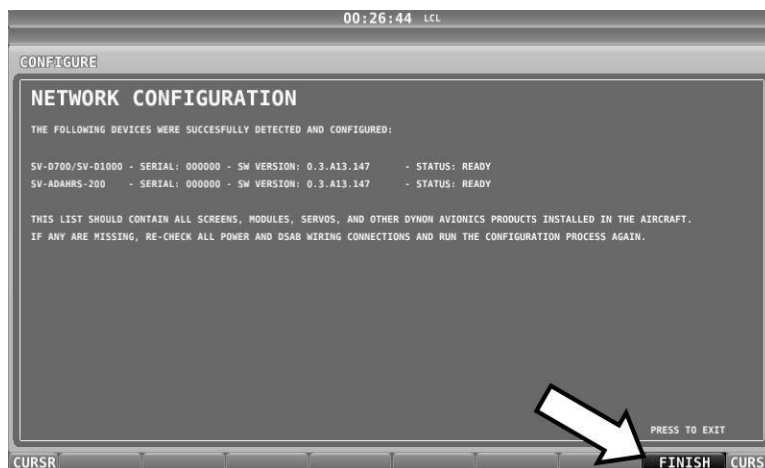 00:26:44 LCL
CONFIGURE
NETWORK CONFIGURATION
THE FOLLOWING DEVICES WERE SUCCESFULLY DETECTED AND CONFIGURED:
SV-D700/SV-D1000 - SERIAL: 000000 - SW VERSION: 0.3.A13.147 - STATUS: READY
SV-ADAHRS-200 - SERIAL: 000000 - SW VERSION: 0.3.A13.147 - STATUS: READY
THIS LIST SHOULD CONTAIN ALL SCREENS, MODULES, SERVOS, AND OTHER DYNON AVIONICS PRODUCTS INSTALLED IN THE AIRCRAFT.
IF ANY ARE MISSING, RE-CHECK ALL POWER AND DSAB WIRING CONNECTIONS AND RUN THE CONFIGURATION PROCESS AGAIN.
PRESS TO EXIT
CURSR FINISH CURS